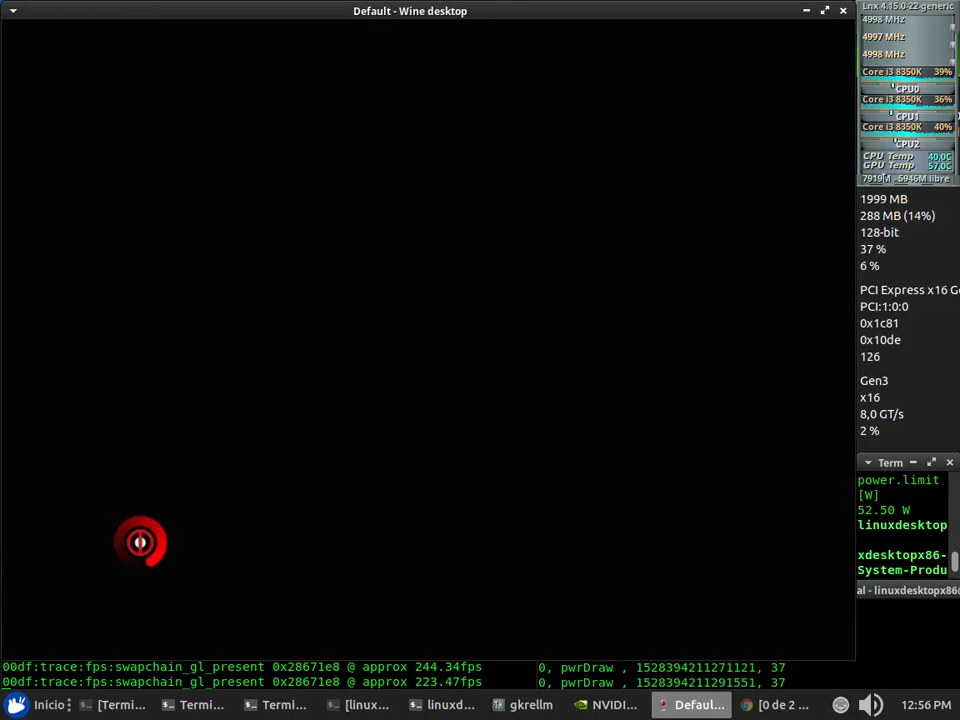 Default - Wine desktop
Lnx 4.15.0-22-generic
4998 MHz
4997 MHz
4998 MHz
Core i3 8350K 39%
CPU0
Core i3 8350K 36%
CPU1
Core i3 8350K 40%
CPU2
CPU Temp 40,0C
GPU Temp 57,0C
7919M - 5946M libre
1999 MB
288 MB (14%)
128-bit
37 %
6 %
PCI Express x16 G
PCI:1:0:0
0x1c81
0x10de
126
Gen3
x16
8,0 GT/s
2 %
Term
power.limit
[W]
52.50 W
linuxdesktop
xdesktopx86-
System-Produ
al - linuxdesktopx86
00df:trace:fps:swapchain_gl_present 0x28671e8 @ approx 244.34fps
00df:trace:fps:swapchain_gl_present 0x28671e8 @ approx 223.47fps
0, pwrDraw , 1528394211271121, 37
0, pwrDraw , 1528394211291551, 37
Inicio
[Termi...
Termi...
Termi...
[linux...
linuxd...
gkrellm
NVIDI...
Defaul...
[0 de 2 ...
12:56 PM